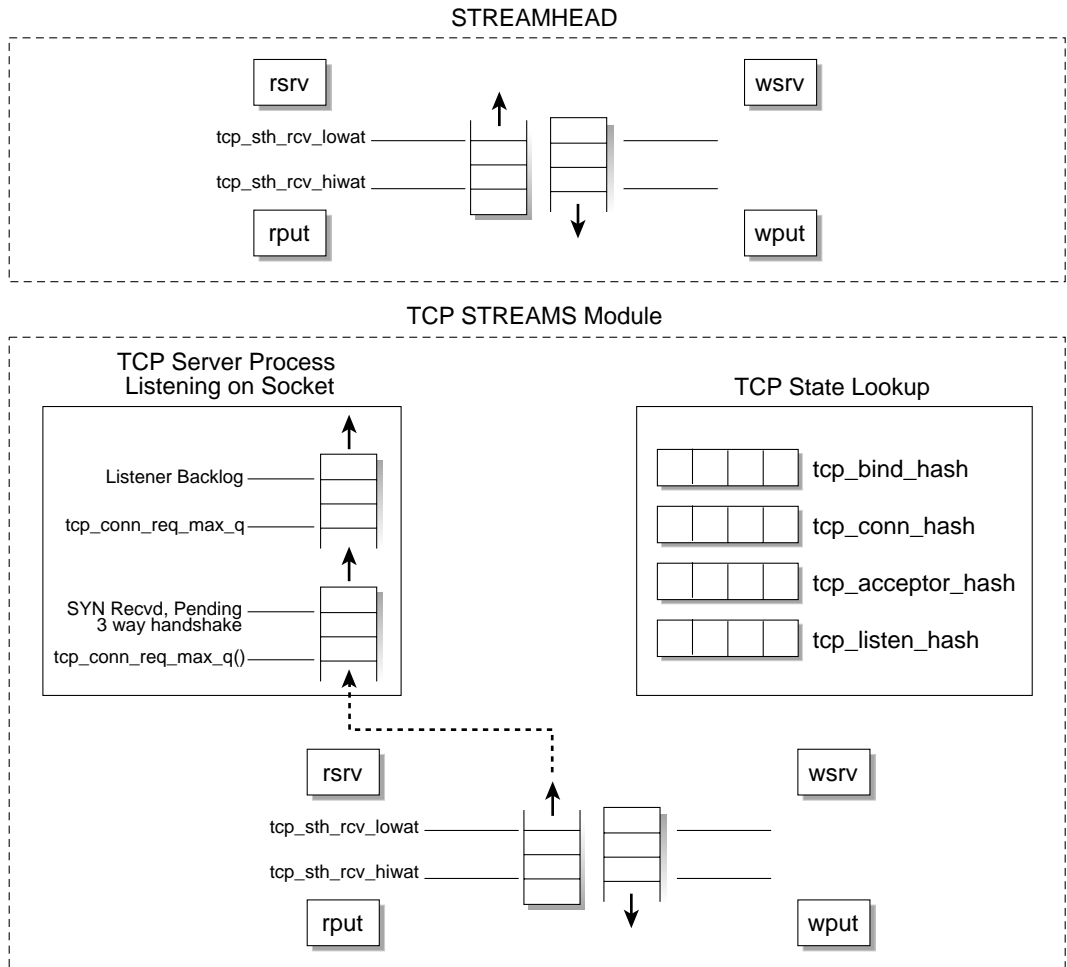 STREAMHEAD
rsrv
wsrv
tcp_sth_rcv_lowat
tcp_sth_rcv_hiwat
rput
wput
TCP STREAMS Module
TCP Server Process
Listening on Socket
TCP State Lookup
Listener Backlog
tcp_conn_req_max_q
SYN Recvd, Pending
3 way handshake
tcp_conn_req_max_q()
tcp_bind_hash
tcp_conn_hash
tcp_acceptor_hash
tcp_listen_hash
rsrv
wsrv
tcp_sth_rcv_lowat
tcp_sth_rcv_hiwat
rput
wput